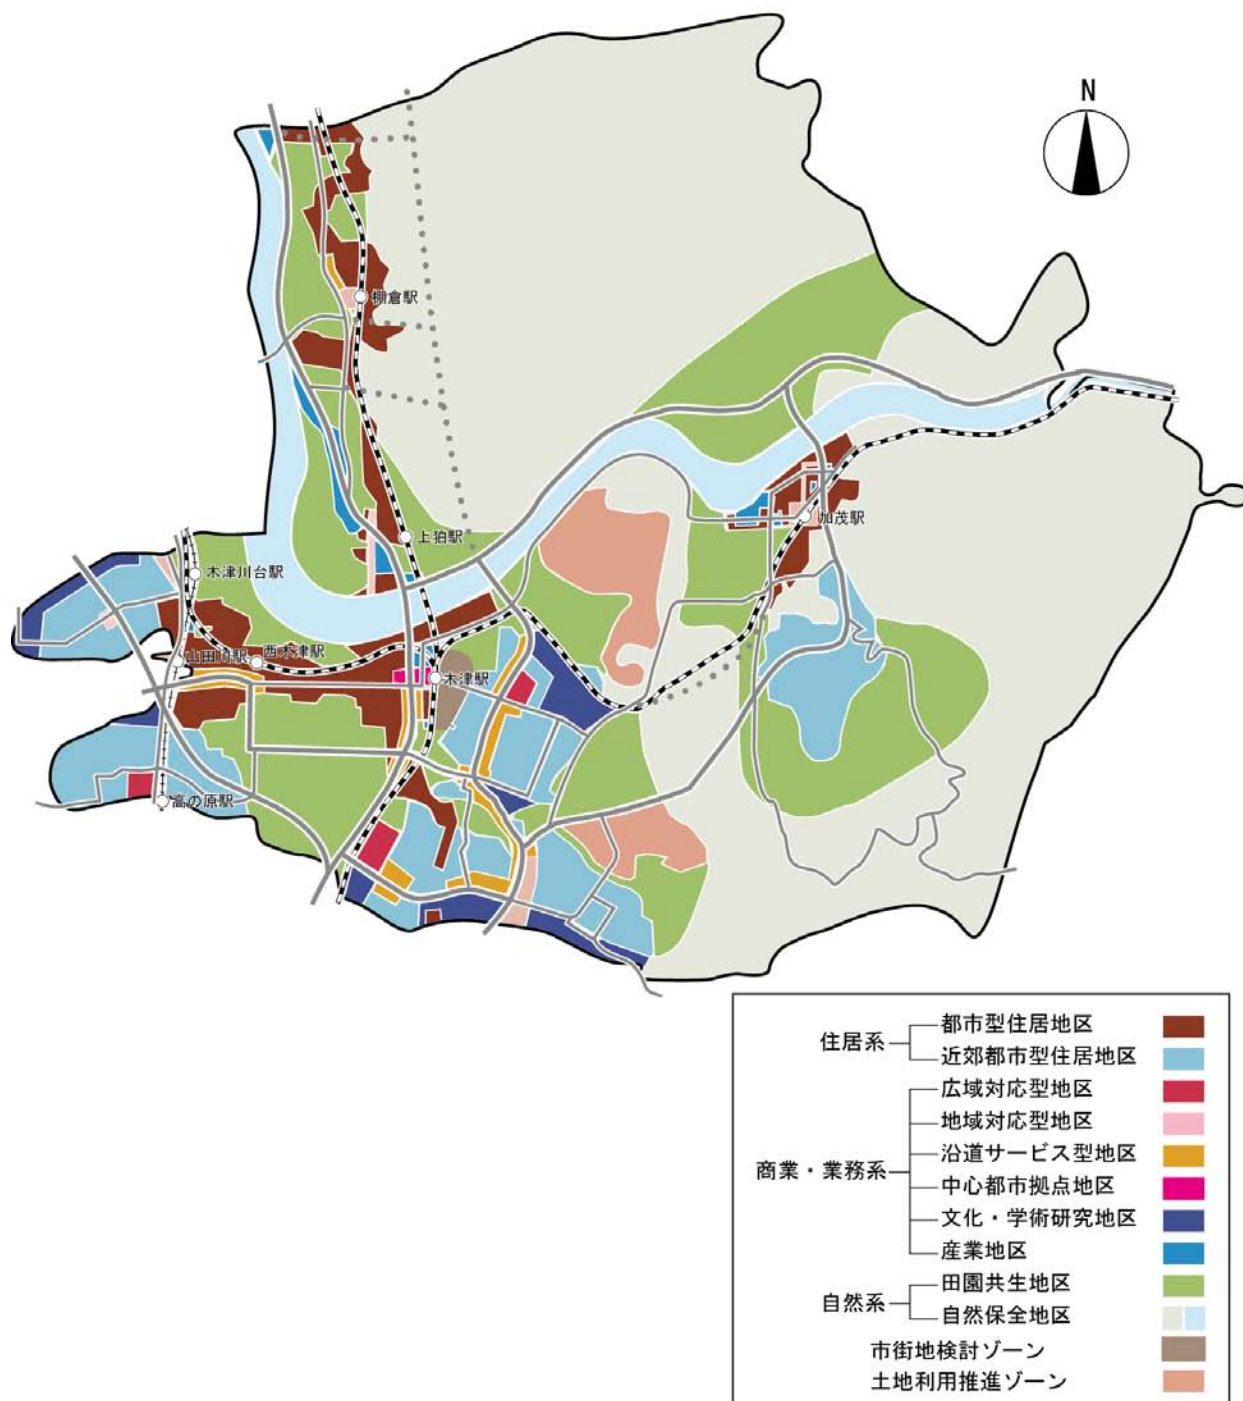 N
棚倉駅
加茂駅
上狛駅
木津川台駅
山田川駅
西木津駅
木津駅
高の原駅
住居系
都市型住居地区
近郊都市型住居地区
商業・業務系
広域対応型地区
地域対応型地区
沿道サービス型地区
中心都市拠点地区
文化・学術研究地区
産業地区
自然系
田園共生地区
自然保全地区
市街地検討ゾーン
土地利用推進ゾーン